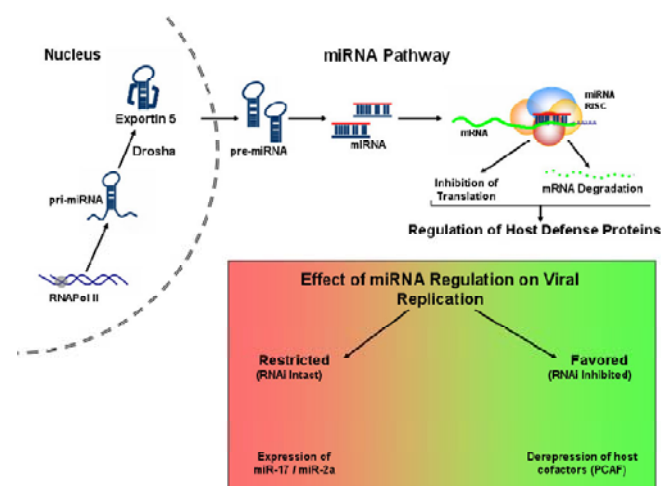 Nucleus
miRNA Pathway
Exportin 5
Drosha
pri-miRNA
RNAPol II
pre-miRNA
miRNA
mRNA
miRNA
RISC
Inhibition of
Translation
mRNA Degradation
Regulation of Host Defense Proteins
Effect of miRNA Regulation on Viral
Replication
Restricted
(RNAi Intact)
Favored
(RNAi Inhibited)
Expression of
miR-17 / miR-2a
Derepression of host
cofactors (PCAF)